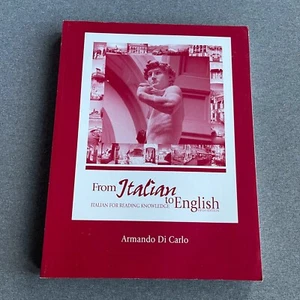 From Italian
to English
ITALIAN FOR READING KNOWLEDGE
Armando Di Carlo